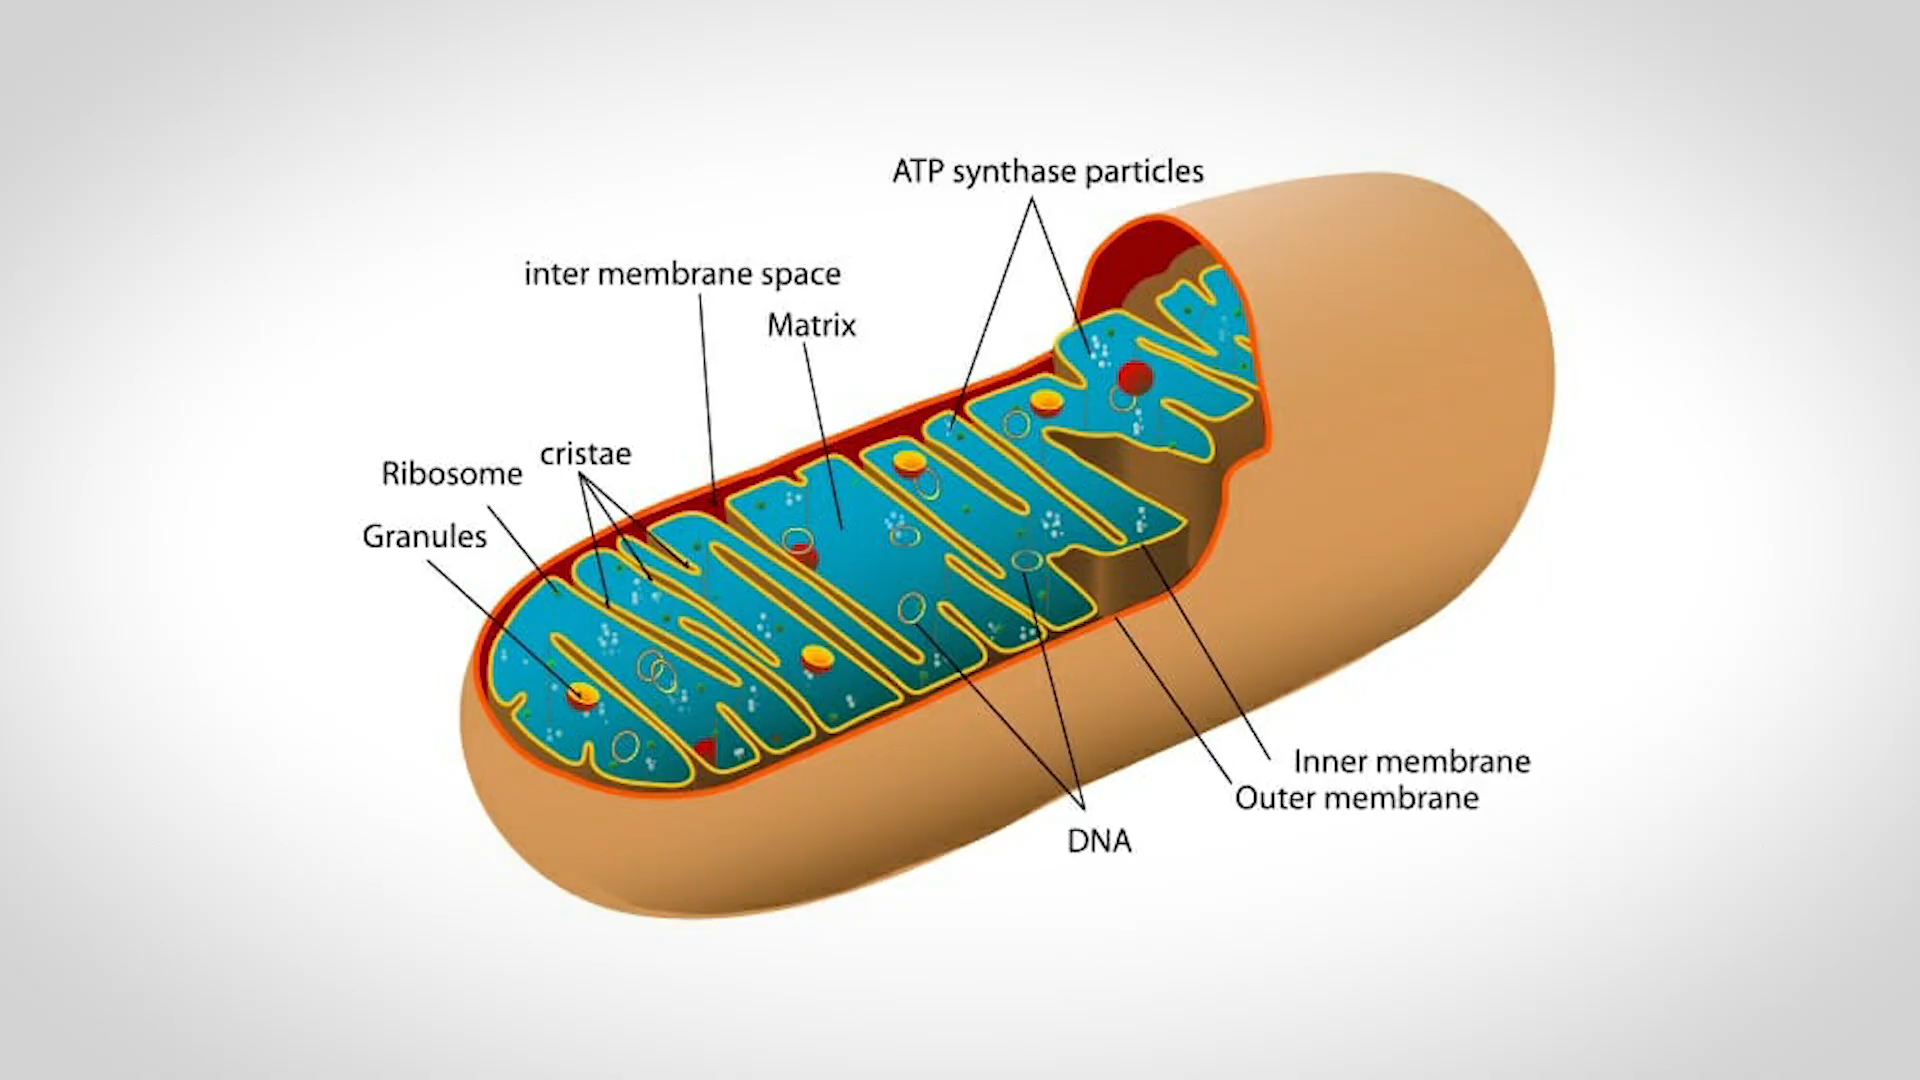 ATP synthase particles
inter membrane space
Matrix
cristae
Ribosome
Granules
Inner membrane
Outer membrane
DNA